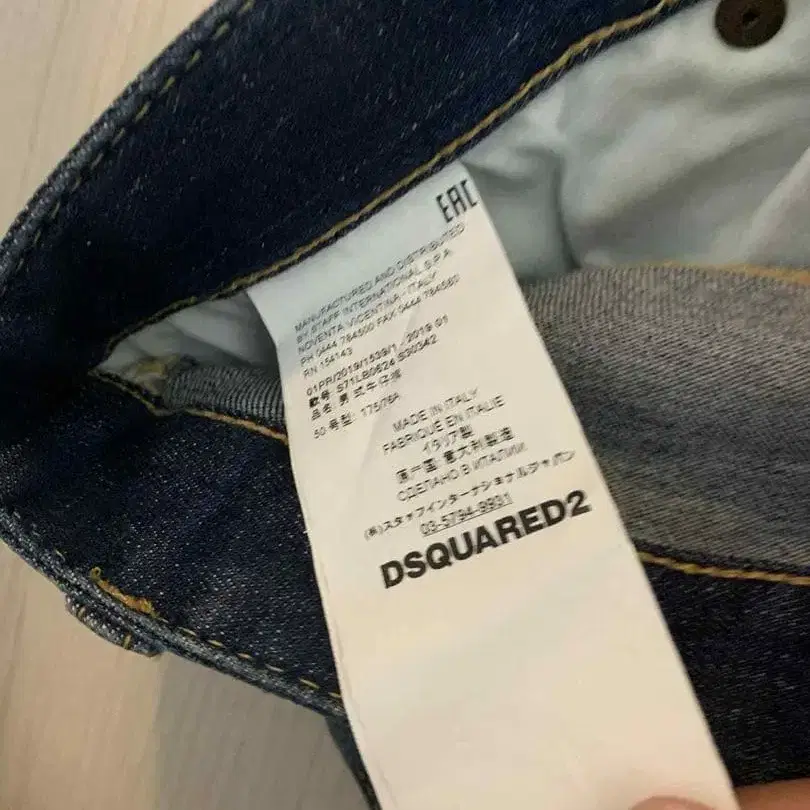 EAC
MANUFACTURED AND DISTRIBUTED
BY STAFF INTERNATIONAL S.P.A.
NOVENTA VICENTINA - ITALY
PH 0444 784500 FAX 0444 784560
RN 154143
01PR/2019/1539/1 - 2019 01
款号 S71LB0624 S30342
品名: 男式牛仔裤
50 号型: 175/76A
MADE IN ITALY
FABRIQUÉ EN ITALIE
イタリア製
原产国: 意大利製造
СДЕЛАНО В ИТАЛИИ
(株)スタッフインターナショナルジャパン
03-5794-9931
DSQUARED2